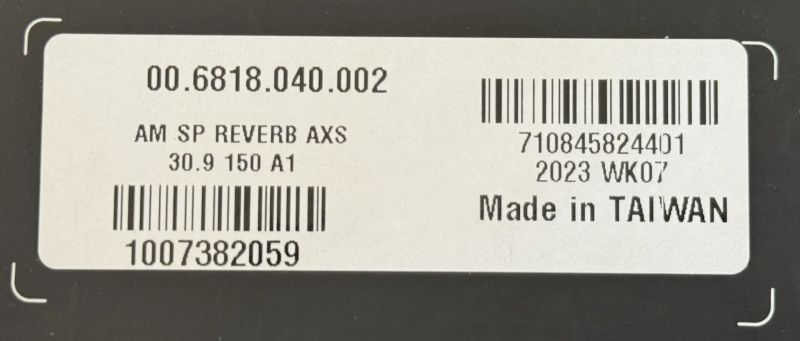 00.6818.040.002
AM SP REVERB AXS
30.9 150 A1
1007382059
710845824401
2023 WK07
Made in TAIWAN